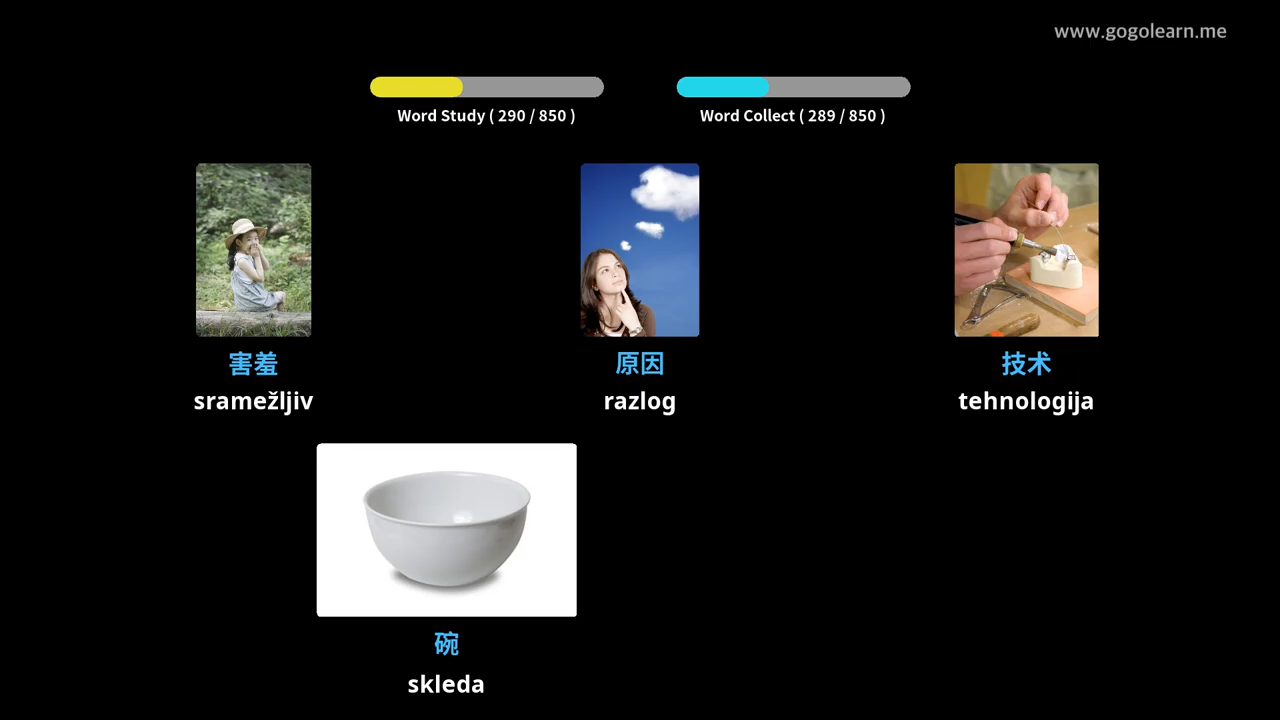 www.gogolearn.me
Word Study ( 290 / 850 )
Word Collect ( 289 / 850 )
害羞
sramežljiv
原因
razlog
技术
tehnologija
碗
skleda